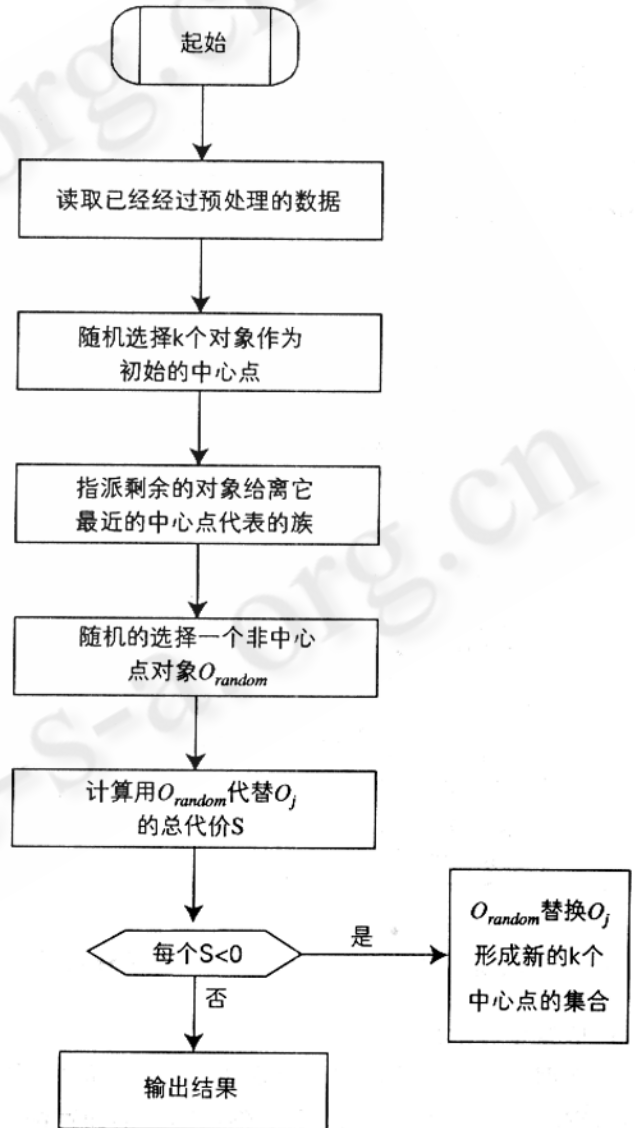 起始
读取已经经过预处理的数据
随机选择k个对象作为
初始的中心点
指派剩余的对象给离它
最近的中心点代表的族
随机的选择一个非中心
点对象O_random
计算用O_random代替O_j
的总代价S
每个S<0
是
O_random替换O_j
形成新的k个
中心点的集合
否
输出结果
.org.cn
-s-a.org.cn